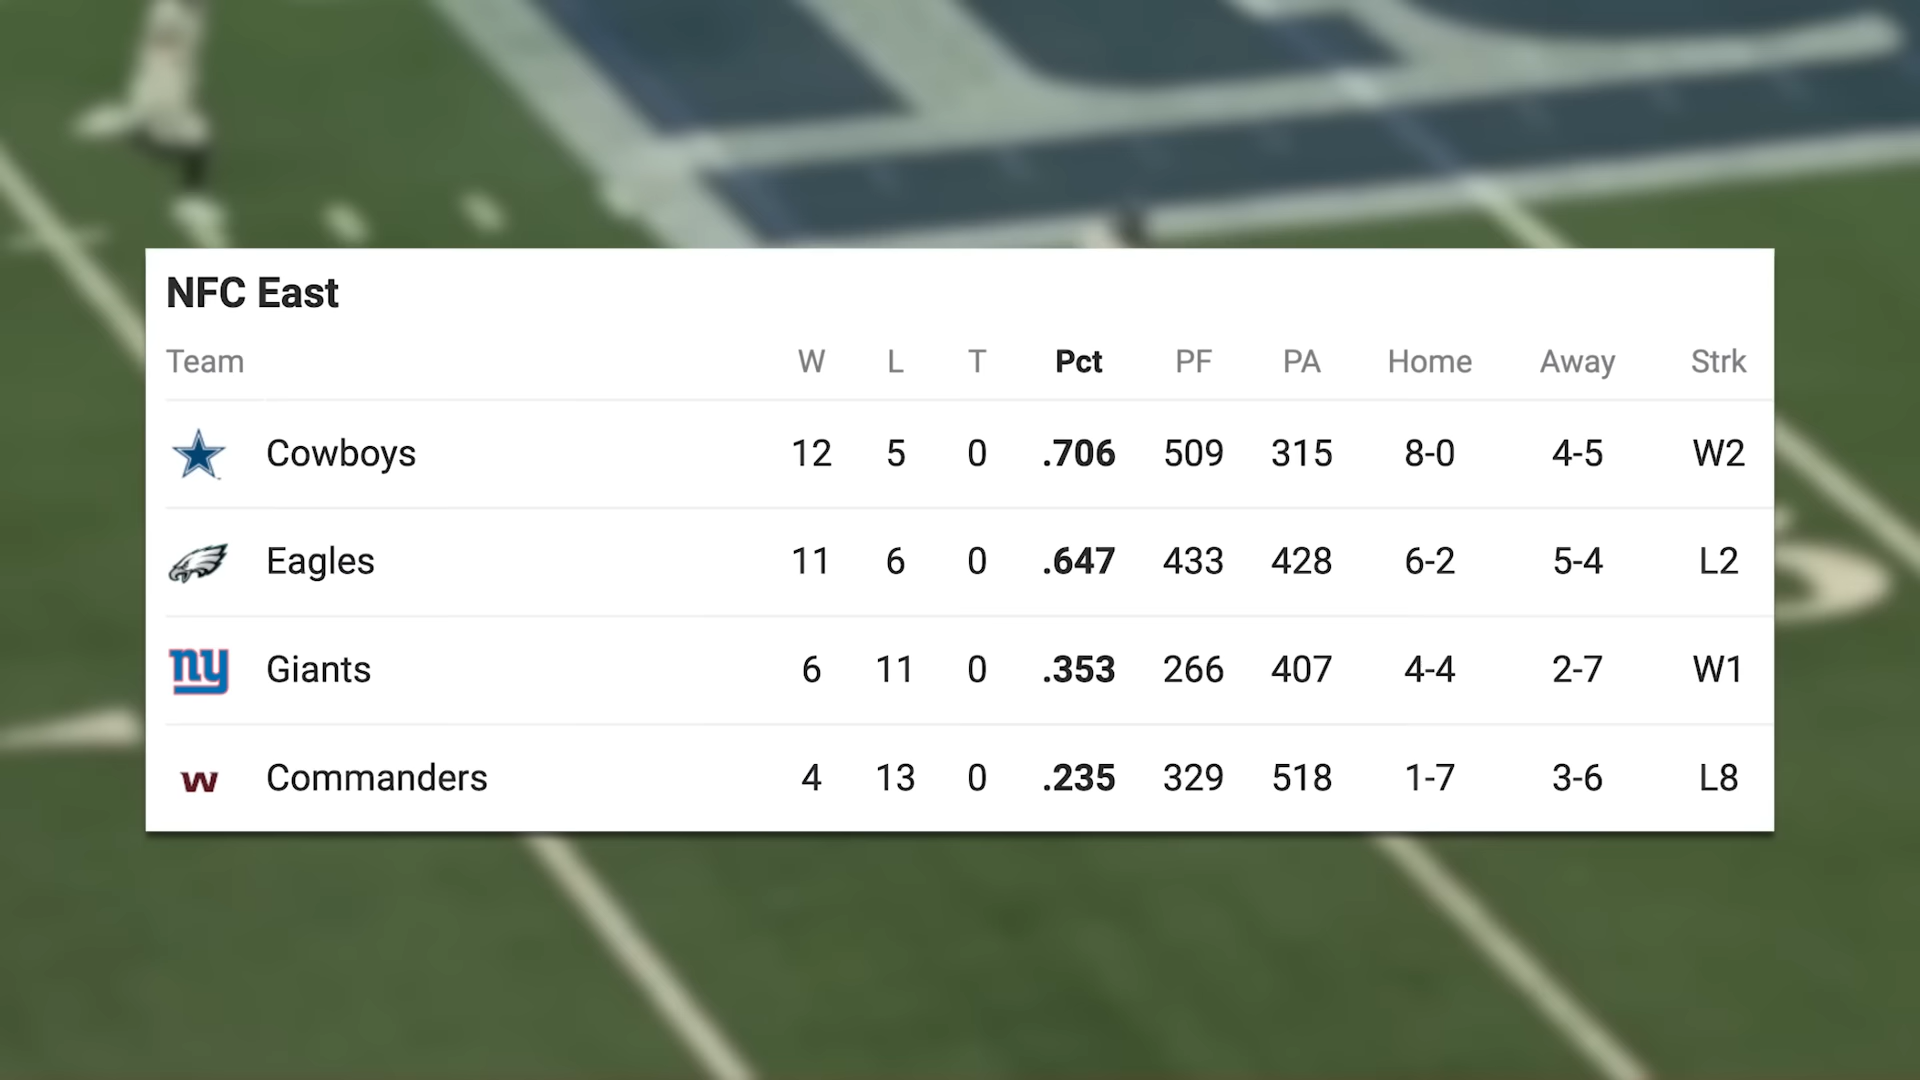 NFC East
Team W L T Pct PF PA Home Away Strk
Cowboys 12 5 0 .706 509 315 8-0 4-5 W2
Eagles 11 6 0 .647 433 428 6-2 5-4 L2
ny Giants 6 11 0 .353 266 407 4-4 2-7 W1
W Commanders 4 13 0 .235 329 518 1-7 3-6 L8